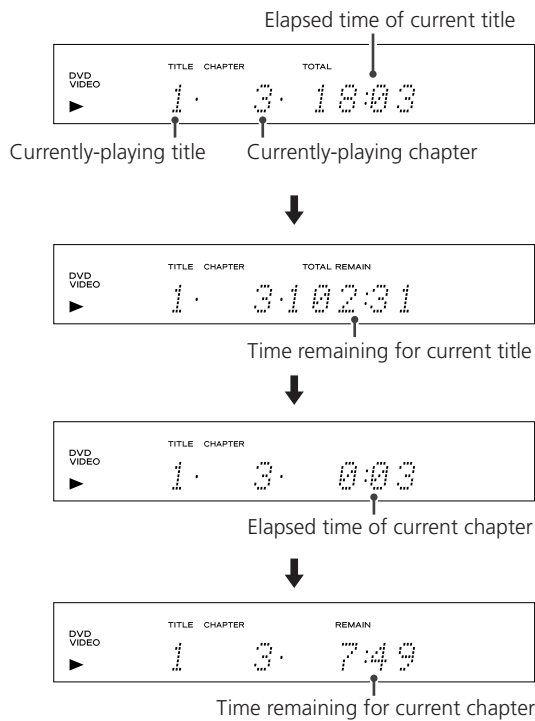 Elapsed time of current title
TITLE CHAPTER TOTAL
DVD
VIDEO
1· 3· 18:03
Currently-playing title Currently-playing chapter
TITLE CHAPTER TOTAL REMAIN
DVD
VIDEO
1· 3·102:31
Time remaining for current title
TITLE CHAPTER
DVD
VIDEO
1· 3· 0:03
Elapsed time of current chapter
TITLE CHAPTER REMAIN
DVD
VIDEO
1 3· 7:49
Time remaining for current chapter